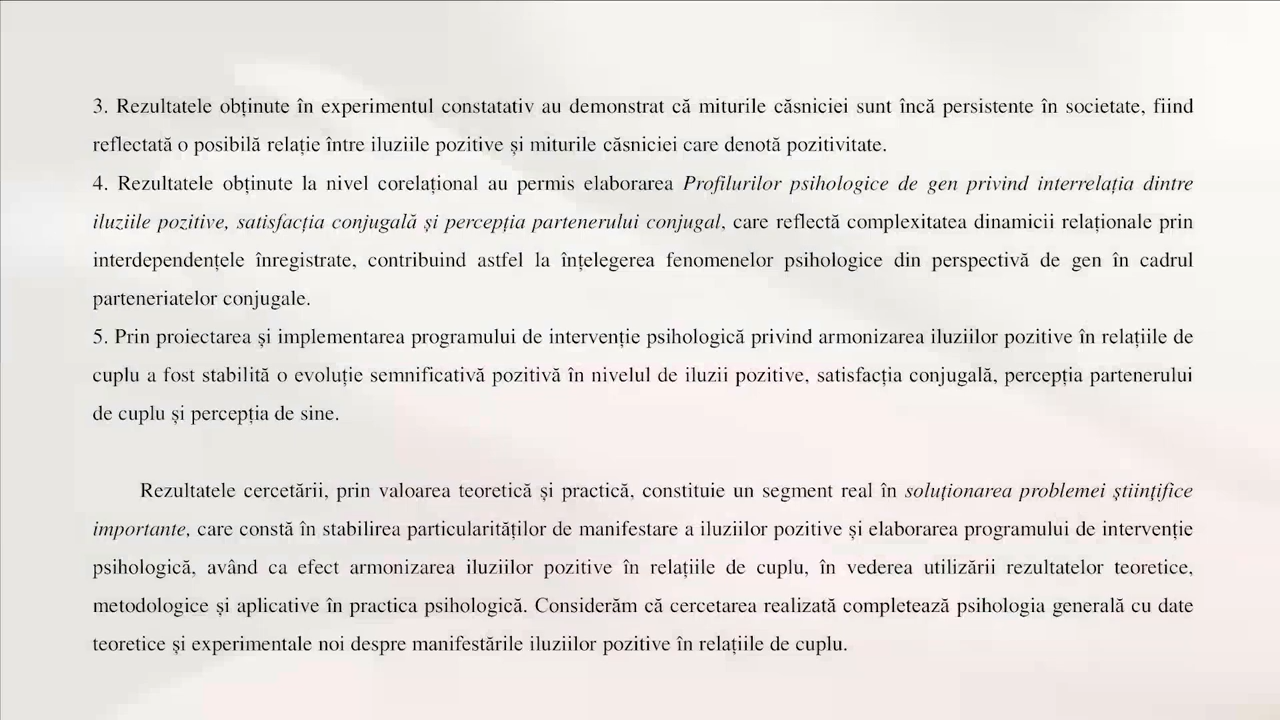 3. Rezultatele obținute în experimentul constatativ au demonstrat că miturile căsniciei sunt încă persistente în societate, fiind
reflectată o posibilă relație între iluziile pozitive și miturile căsniciei care denotă pozitivitate.
4. Rezultatele obținute la nivel corelațional au permis elaborarea Profilurilor psihologice de gen privind interrelația dintre
iluziile pozitive, satisfacția conjugală și percepția partenerului conjugal, care reflectă complexitatea dinamicii relaționale prin
interdependențele înregistrate, contribuind astfel la înțelegerea fenomenelor psihologice din perspectivă de gen în cadrul
parteneriatelor conjugale.
5. Prin proiectarea și implementarea programului de intervenție psihologică privind armonizarea iluziilor pozitive în relațiile de
cuplu a fost stabilită o evoluție semnificativă pozitivă în nivelul de iluzii pozitive, satisfacția conjugală, percepția partenerului
de cuplu și percepția de sine.
Rezultatele cercetării, prin valoarea teoretică și practică, constituie un segment real în soluționarea problemei științifice
importante, care constă în stabilirea particularităților de manifestare a iluziilor pozitive și elaborarea programului de intervenție
psihologică, având ca efect armonizarea iluziilor pozitive în relațiile de cuplu, în vederea utilizării rezultatelor teoretice,
metodologice și aplicative în practica psihologică. Considerăm că cercetarea realizată completează psihologia generală cu date
teoretice și experimentale noi despre manifestările iluziilor pozitive în relațiile de cuplu.